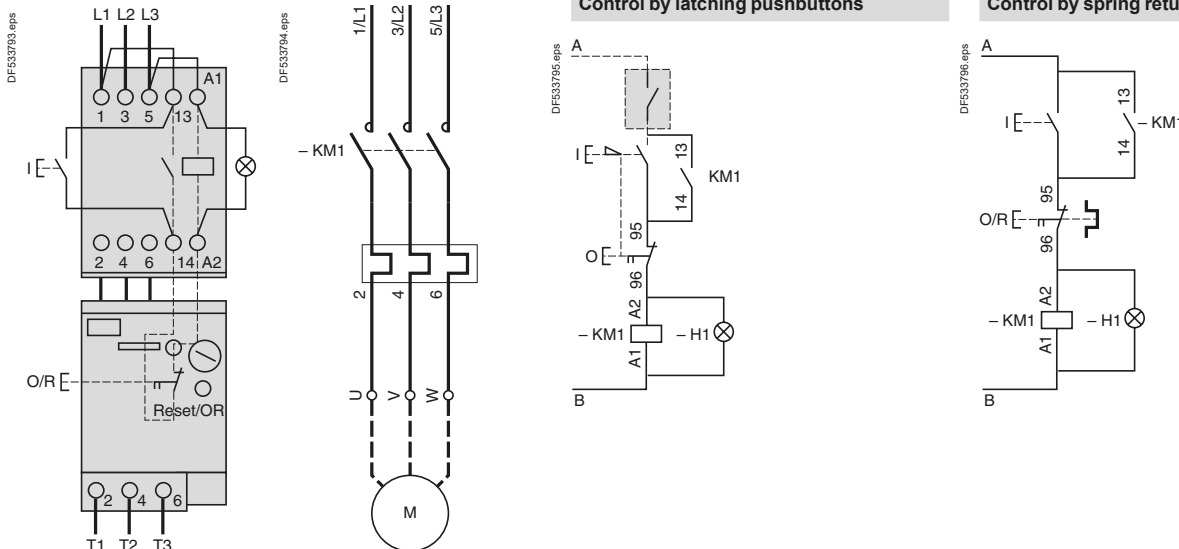 DF533793.eps
L1 L2 L3
A1
1 3 5 13
I
2 4 6 14 A2
O/R
Reset/OR
2 4 6
T1 T2 T3
DF533794.eps
1/L1 3/L2 5/L3
– KM1
2 4 6
U V W
M
Control by latching pushbuttons
DF533795.eps
A
I
13
KM1
14
95
O
96
A2
– KM1 – H1
A1
B
Control by spring retu
DF533796.eps
A
13
I – KM1
14
95
O/R
96
A2
– KM1 – H1
A1
B